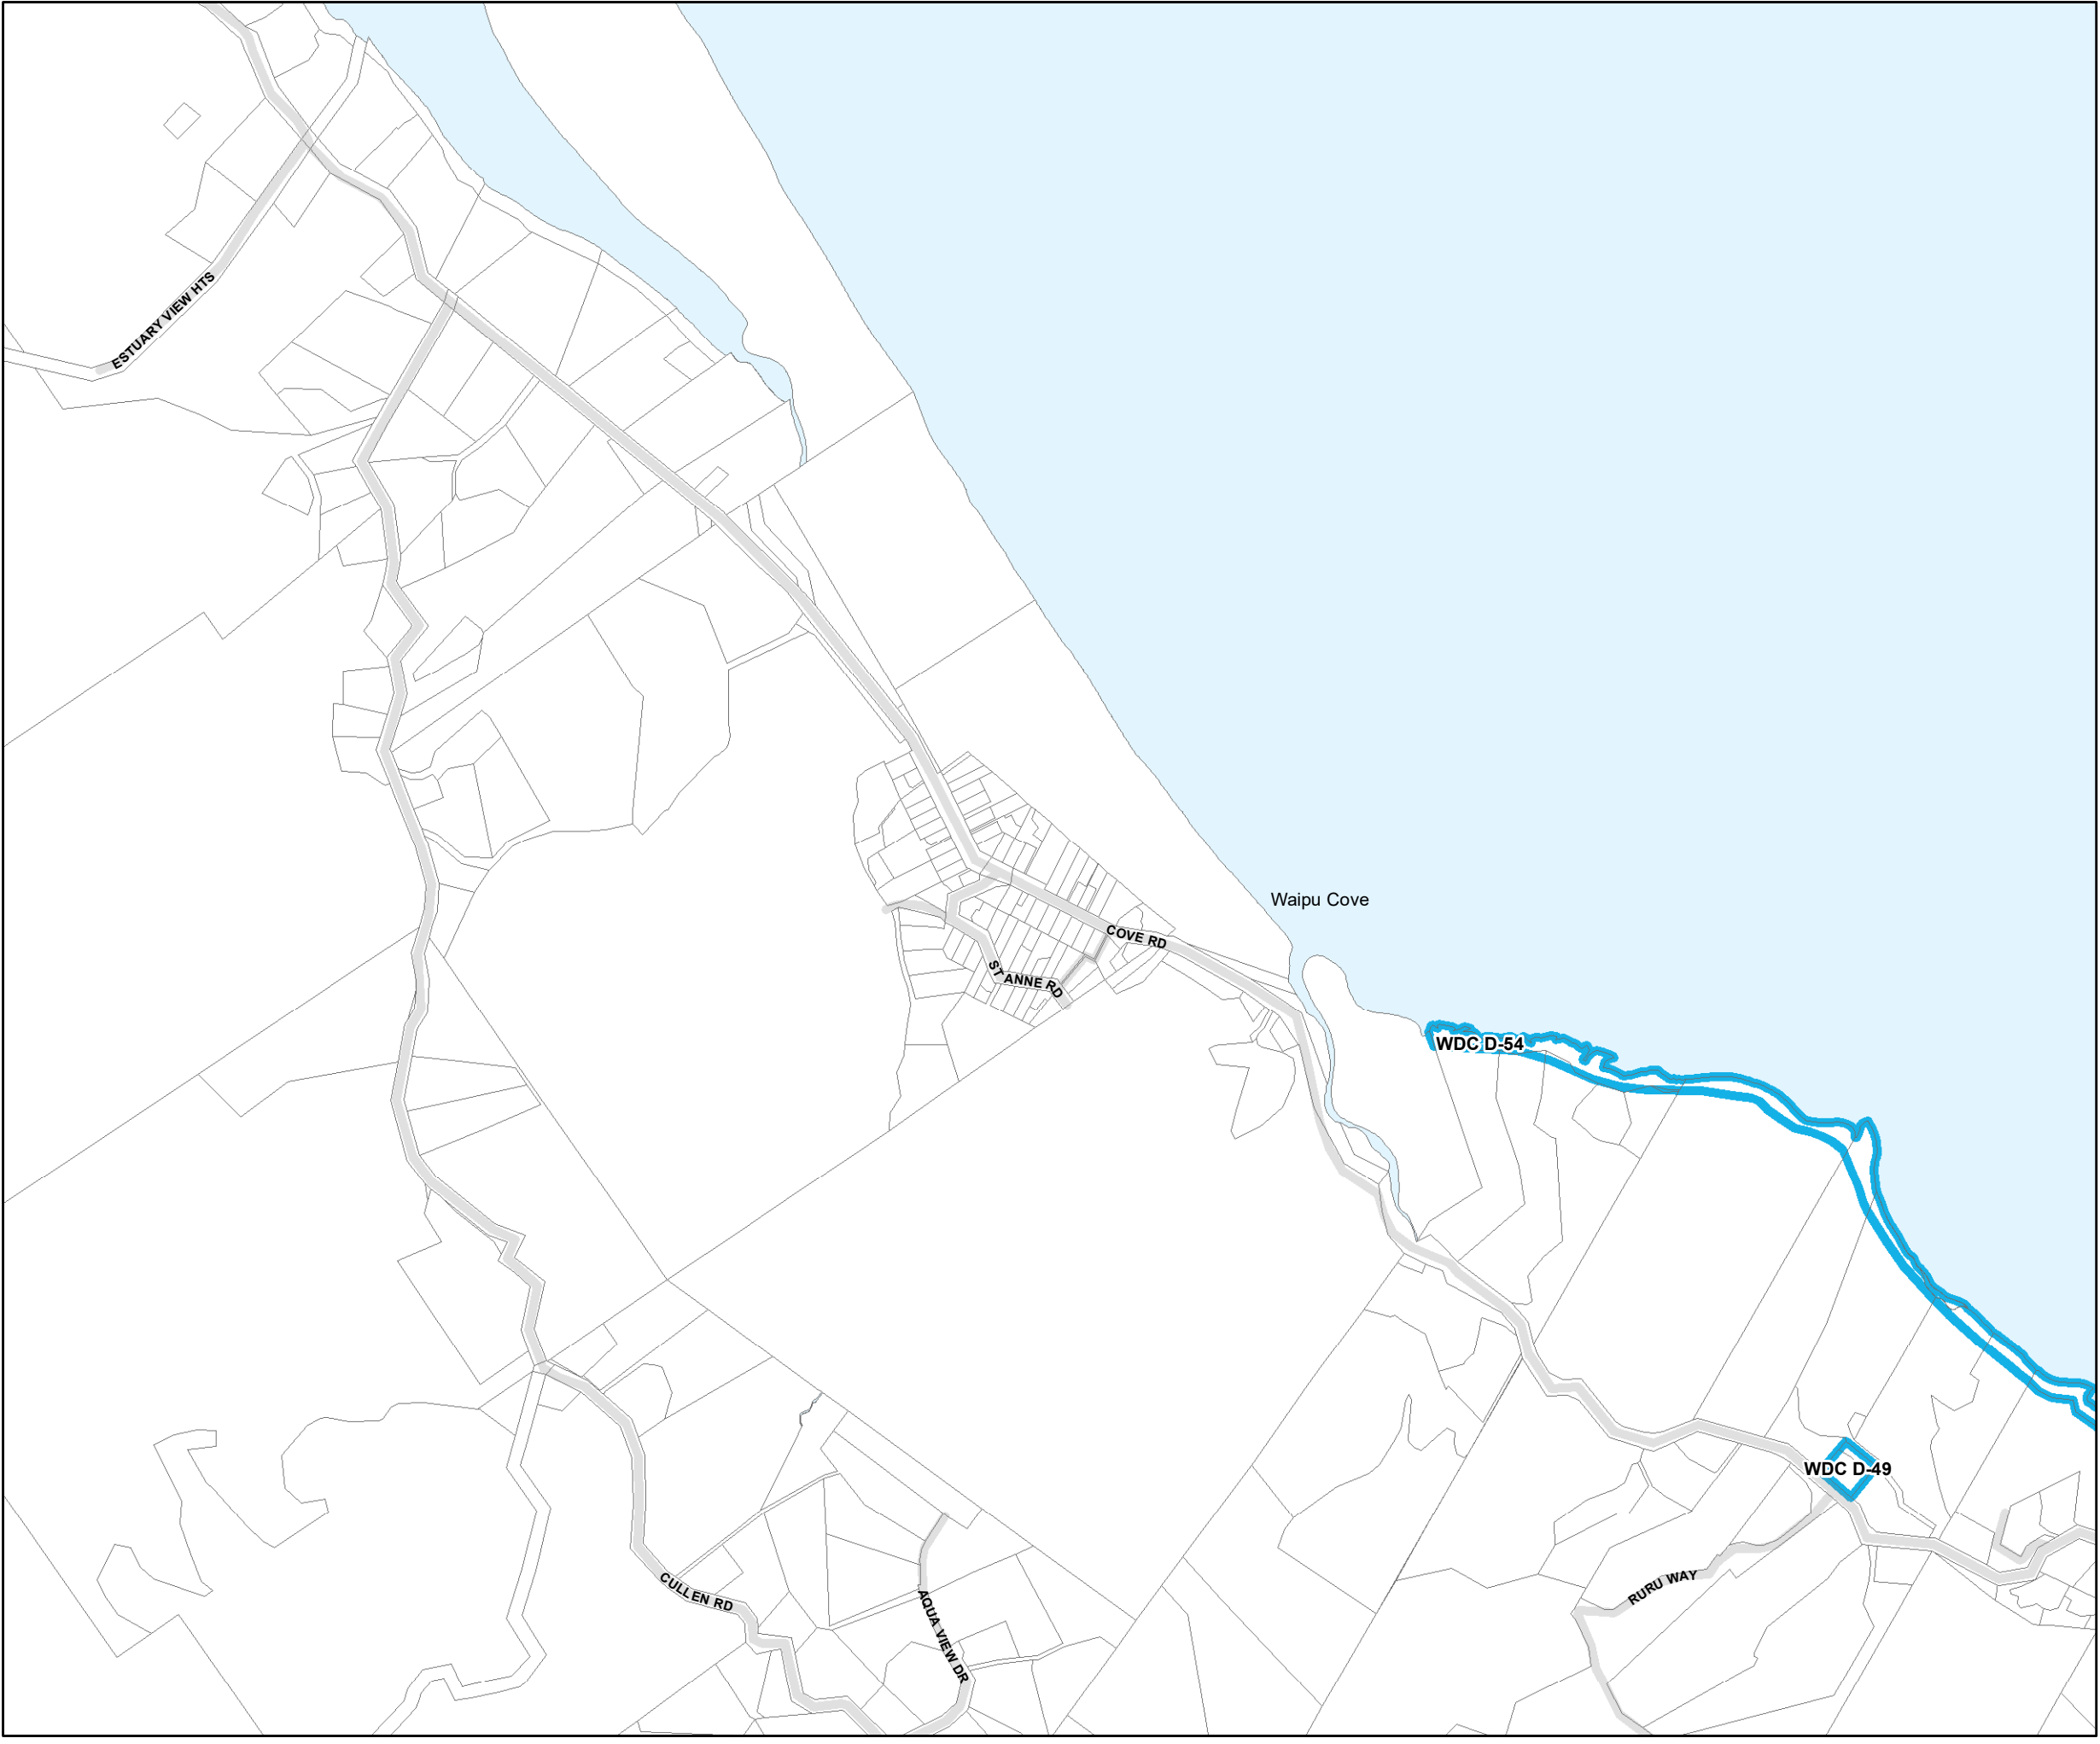 ESTUARY VIEW HTS
Waipu Cove
COVE RD
ST ANNE RD
WDC D-54
WDC D-49
CULLEN RD
RURU WAY
AQUA VIEW DR